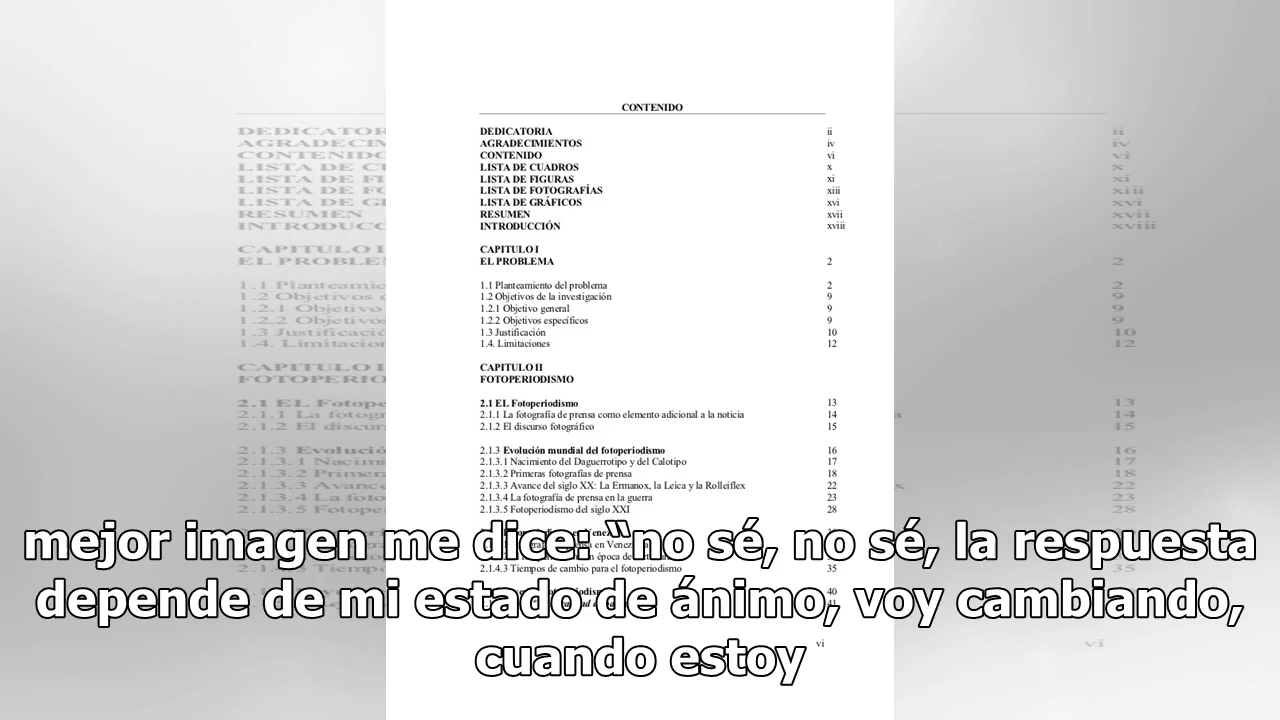 CONTENIDO
DEDICATORIA ii
AGRADECIMIENTOS iv
CONTENIDO vi
LISTA DE CUADROS x
LISTA DE FIGURAS xi
LISTA DE FOTOGRAFÍAS xiii
LISTA DE GRÁFICOS xvi
RESUMEN xvii
INTRODUCCIÓN xviii
CAPITULO I
EL PROBLEMA 2
1.1 Planteamiento del problema 2
1.2 Objetivos de la investigación 9
1.2.1 Objetivo general 9
1.2.2 Objetivos específicos 9
1.3 Justificación 10
1.4. Limitaciones 12
CAPITULO II
FOTOPERIODISMO
2.1 EL Fotoperiodismo 13
2.1.1 La fotografía de prensa como elemento adicional a la noticia 14
2.1.2 El discurso fotográfico 15
2.1.3 Evolución mundial del fotoperiodismo 16
2.1.3.1 Nacimiento del Daguerrotipo y del Calotipo 17
2.1.3.2 Primeras fotografías de prensa 18
2.1.3.3 Avance del siglo XX: La Ermanox, la Leica y la Rolleiflex 22
2.1.3.4 La fotografía de prensa en la guerra 23
2.1.3.5 Fotoperiodismo del siglo XXI 28
mejor imagen me dice: “no sé, no sé, la respuesta
2.1.4.3 Tiempos de cambio para el fotoperiodismo 35
depende de mi estado de ánimo, voy cambiando,
cuando estoy
vi